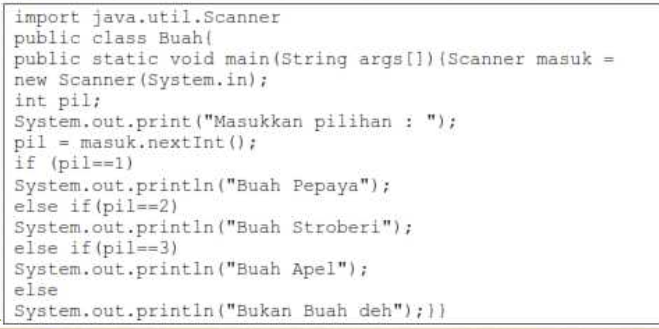 import java.util.Scanner
public class Buah{
public static void main(String args[]){Scanner masuk =
new Scanner(System.in);
int pil;
System.out.print("Masukkan pilihan : ");
pil = masuk.nextInt();
if (pil==1)
System.out.println("Buah Pepaya");
else if(pil==2)
System.out.println("Buah Stroberi");
else if(pil==3)
System.out.println("Buah Apel");
else
System.out.println("Bukan Buah deh");}}